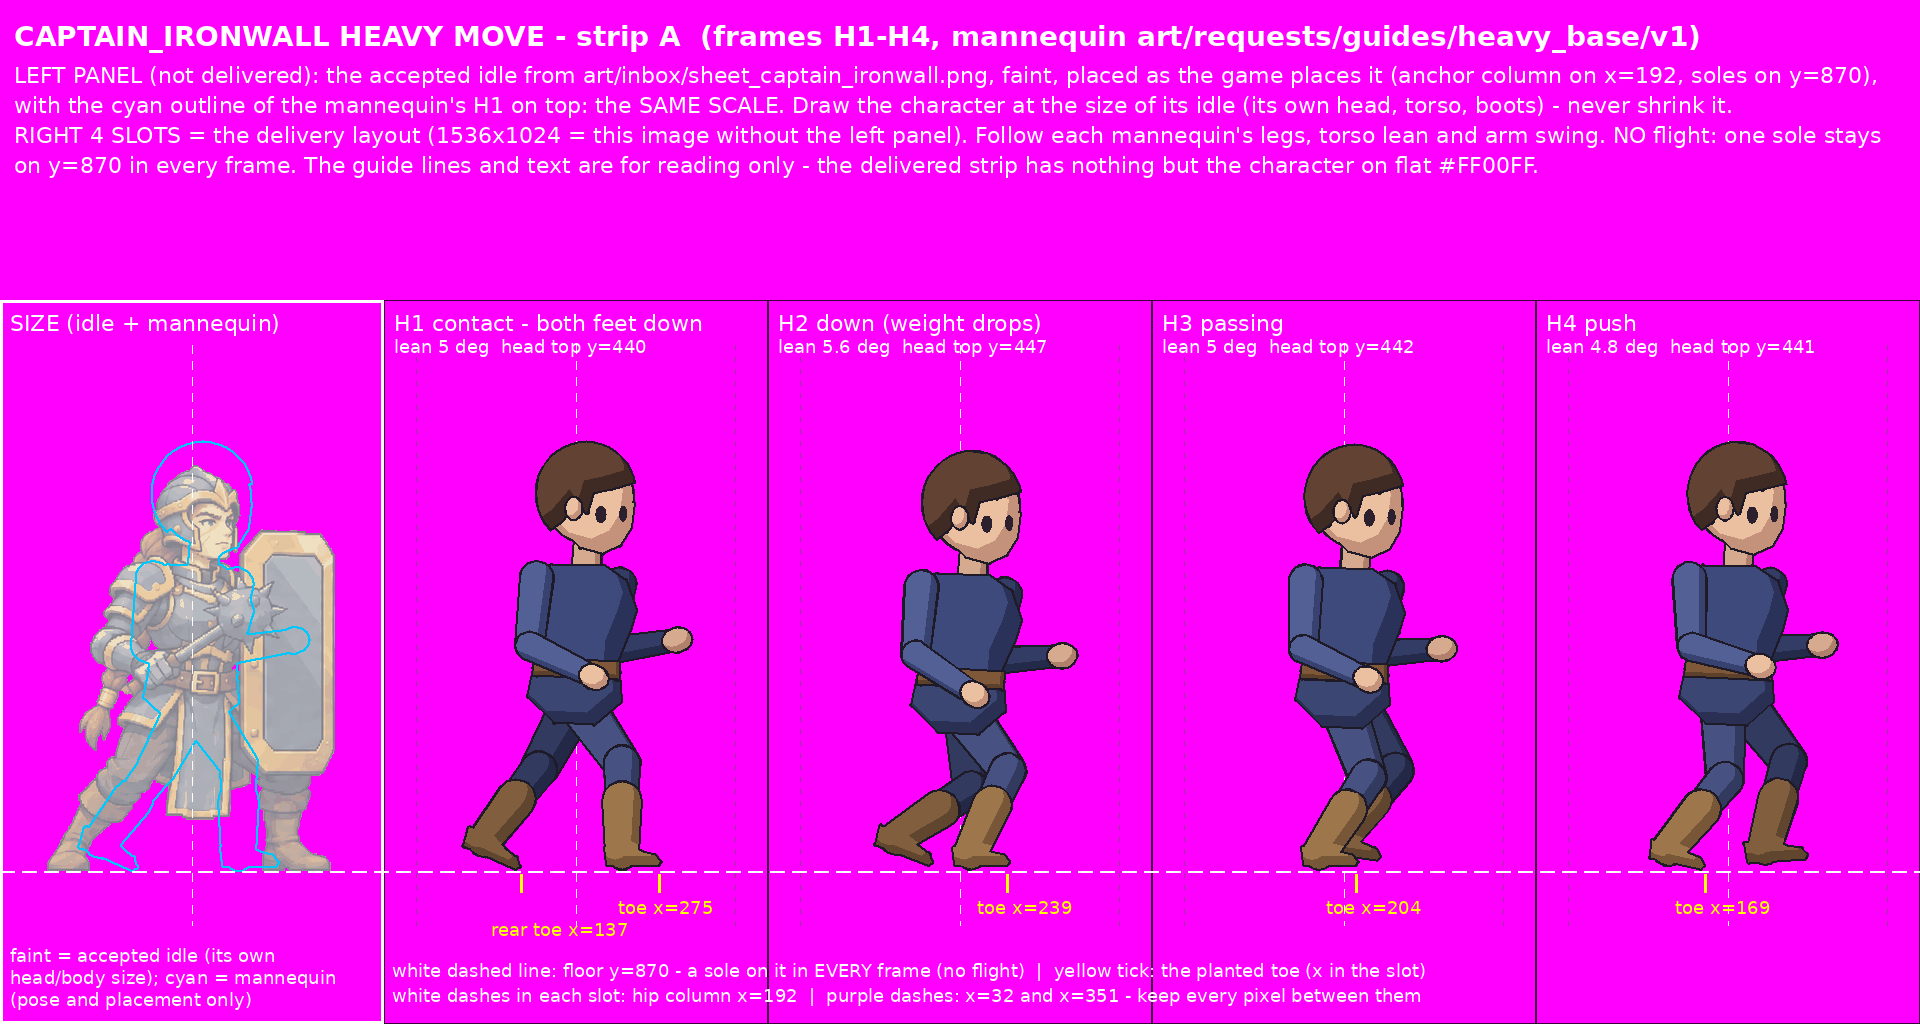 CAPTAIN_IRONWALL HEAVY MOVE - strip A  (frames H1-H4, mannequin art/requests/guides/heavy_base/v1)
LEFT PANEL (not delivered): the accepted idle from art/inbox/sheet_captain_ironwall.png, faint, placed as the game places it (anchor column on x=192, soles on y=870),
with the cyan outline of the mannequin's H1 on top: the SAME SCALE. Draw the character at the size of its idle (its own head, torso, boots) - never shrink it.
RIGHT 4 SLOTS = the delivery layout (1536x1024 = this image without the left panel). Follow each mannequin's legs, torso lean and arm swing. NO flight: one sole stays
on y=870 in every frame. The guide lines and text are for reading only - the delivered strip has nothing but the character on flat #FF00FF.
SIZE (idle + mannequin)
H1 contact - both feet down
lean 5 deg  head top y=440
H2 down (weight drops)
lean 5.6 deg  head top y=447
H3 passing
lean 5 deg  head top y=442
H4 push
lean 4.8 deg  head top y=441
toe x=275
rear toe x=137
toe x=239
toe x=204
toe x=169
faint = accepted idle (its own
head/body size); cyan = mannequin
(pose and placement only)
white dashed line: floor y=870 - a sole on it in EVERY frame (no flight)  |  yellow tick: the planted toe (x in the slot)
white dashes in each slot: hip column x=192  |  purple dashes: x=32 and x=351 - keep every pixel between them